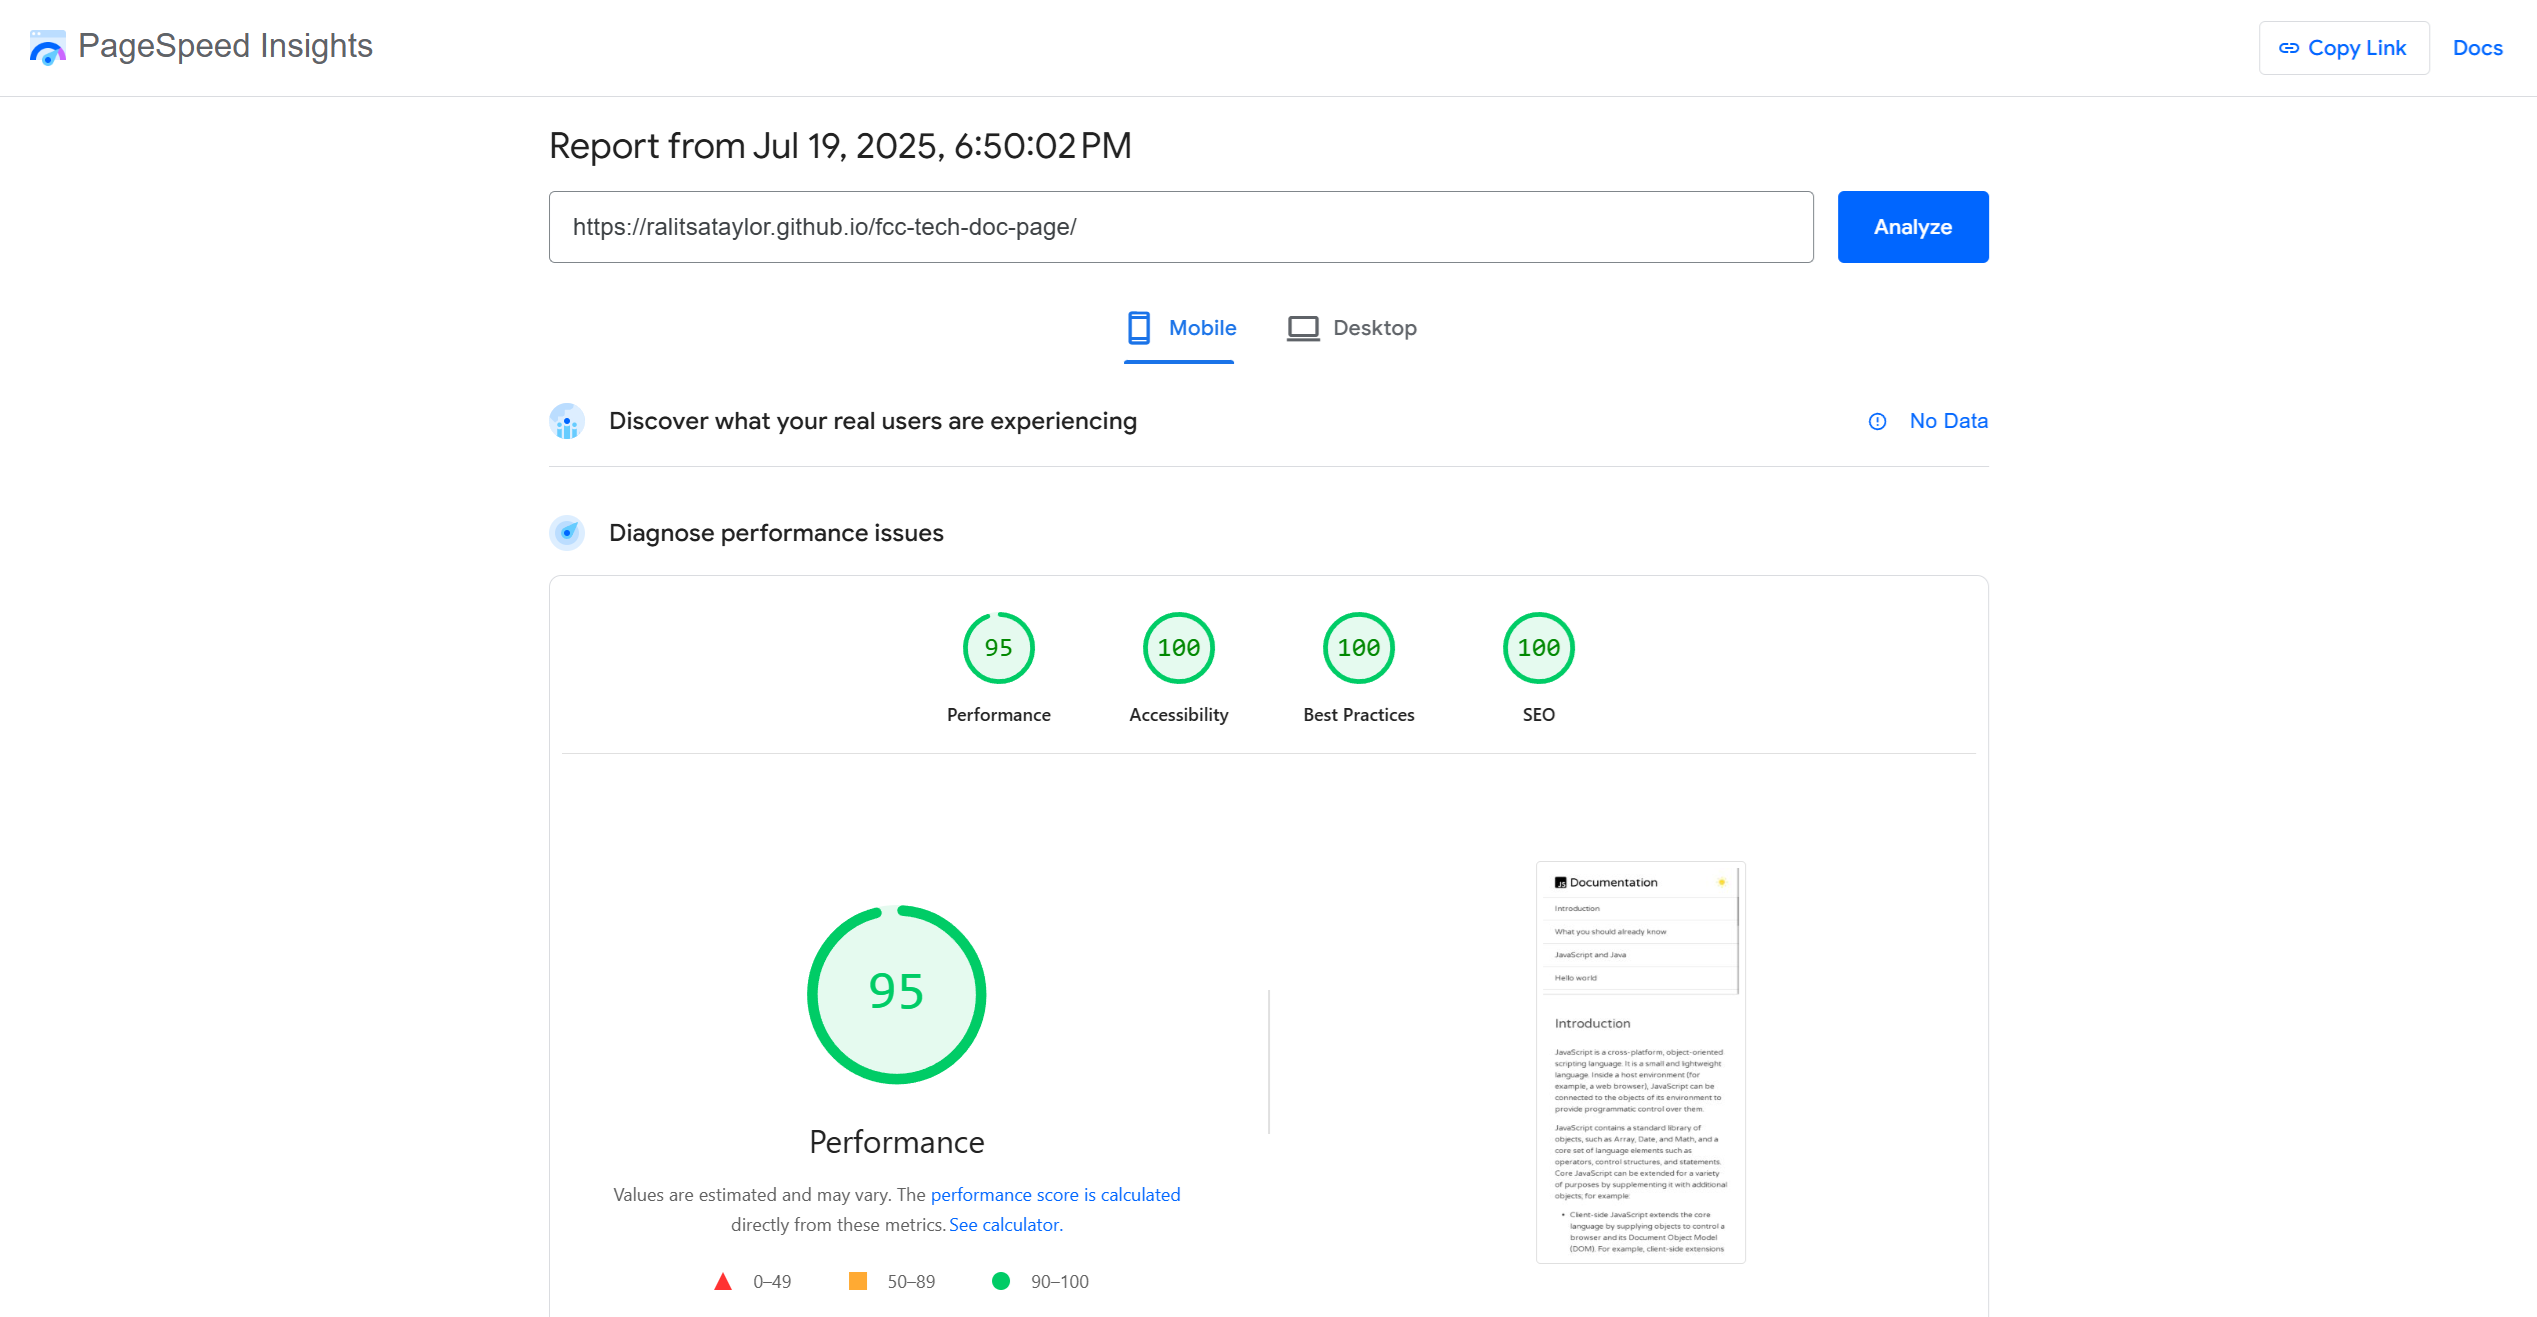 PageSpeed Insights
Copy Link
Docs
Report from Jul 19, 2025, 6:50:02 PM
https://ralitsataylor.github.io/fcc-tech-doc-page/
Analyze
Mobile
Desktop
Discover what your real users are experiencing
No Data
Diagnose performance issues
95
100
100
100
Performance
Accessibility
Best Practices
SEO
95
Performance
Values are estimated and may vary. The performance score is calculated
directly from these metrics. See calculator.
0–49
50–89
90–100
JS Documentation
Introduction
What you should already know
JavaScript and Java
Hello world
Introduction
JavaScript is a cross-platform, object-oriented
scripting language. It is a small and lightweight
language. Inside a host environment (for
example, a web browser), JavaScript can be
connected to the objects of its environment to
provide programmatic control over them.
JavaScript contains a standard library of
objects, such as Array, Date, and Math, and a
core set of language elements such as
operators, control structures, and statements.
Core JavaScript can be extended for a variety
of purposes by supplementing it with additional
objects; for example:
• Client-side JavaScript extends the core
language by supplying objects to control a
browser and its Document Object Model
(DOM). For example, client-side extensions